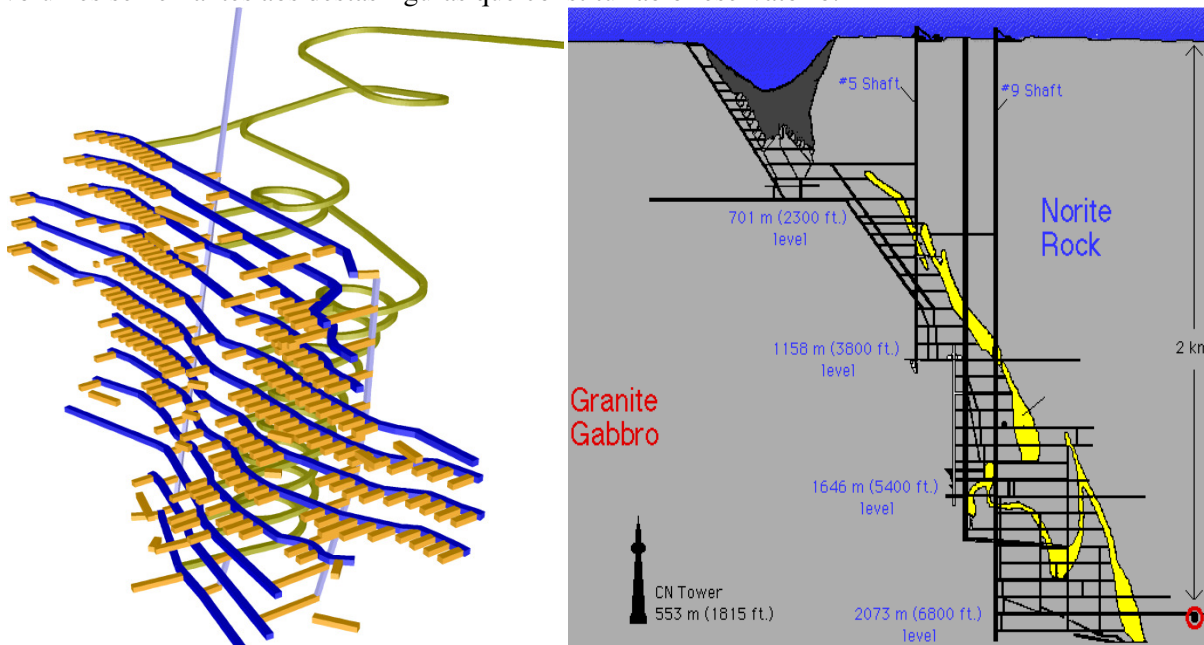 #5 Shaft
#9 Shaft
701 m (2300 ft.)
level
Norite
Rock
1158 m (3800 ft.)
level
2 km
Granite
Gabbro
1646 m (5400 ft.)
level
CN Tower
553 m (1815 ft.)
2073 m (6800 ft.)
level